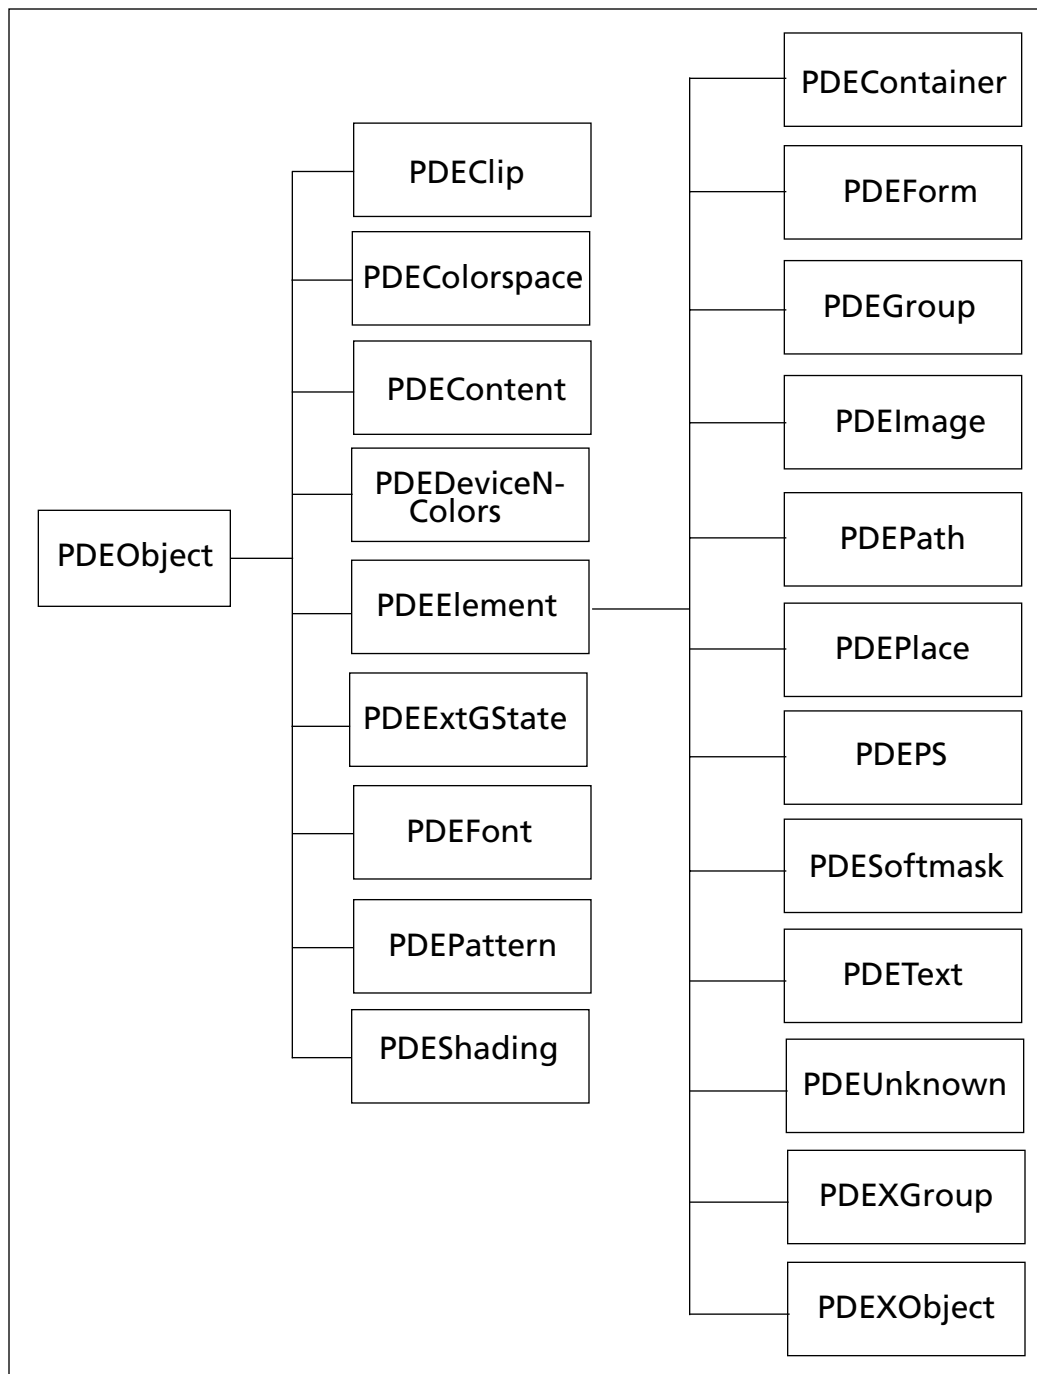 PDEObject
PDEClip
PDEColorspace
PDEContent
PDEDeviceN-
Colors
PDEElement
PDEExtGState
PDEFont
PDEPattern
PDEShading
PDEContainer
PDEForm
PDEGroup
PDEImage
PDEPath
PDEPlace
PDEPS
PDESoftmask
PDEText
PDEUnknown
PDEXGroup
PDEXObject